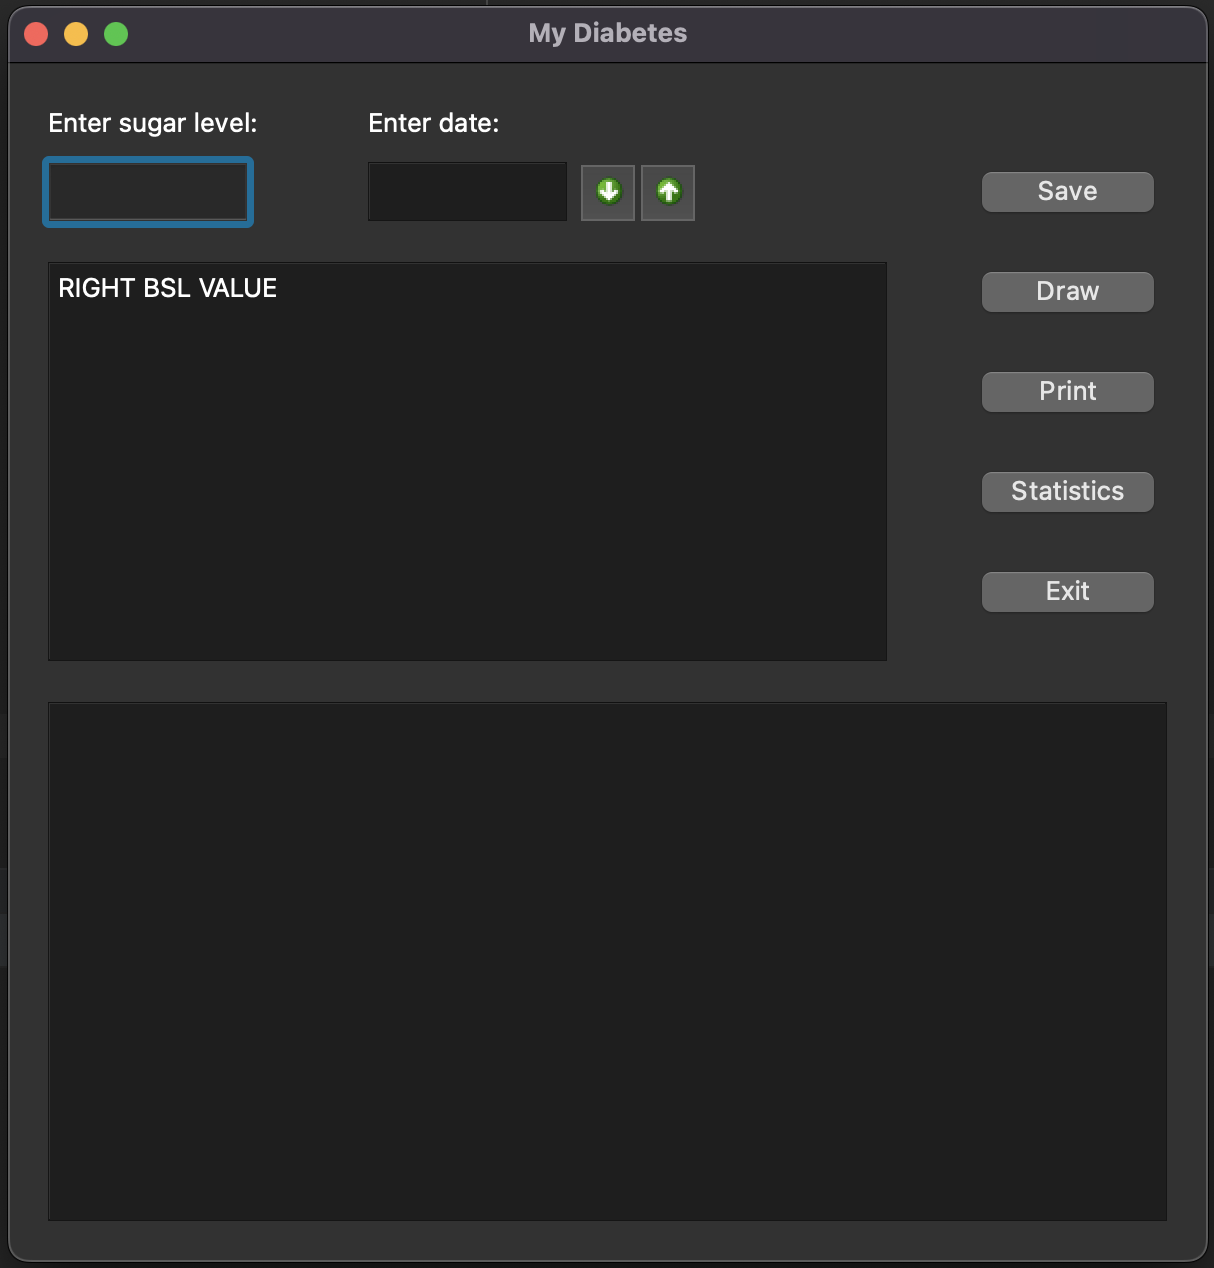 My Diabetes
Enter sugar level:
Enter date:
Save
RIGHT BSL VALUE
Draw
Print
Statistics
Exit